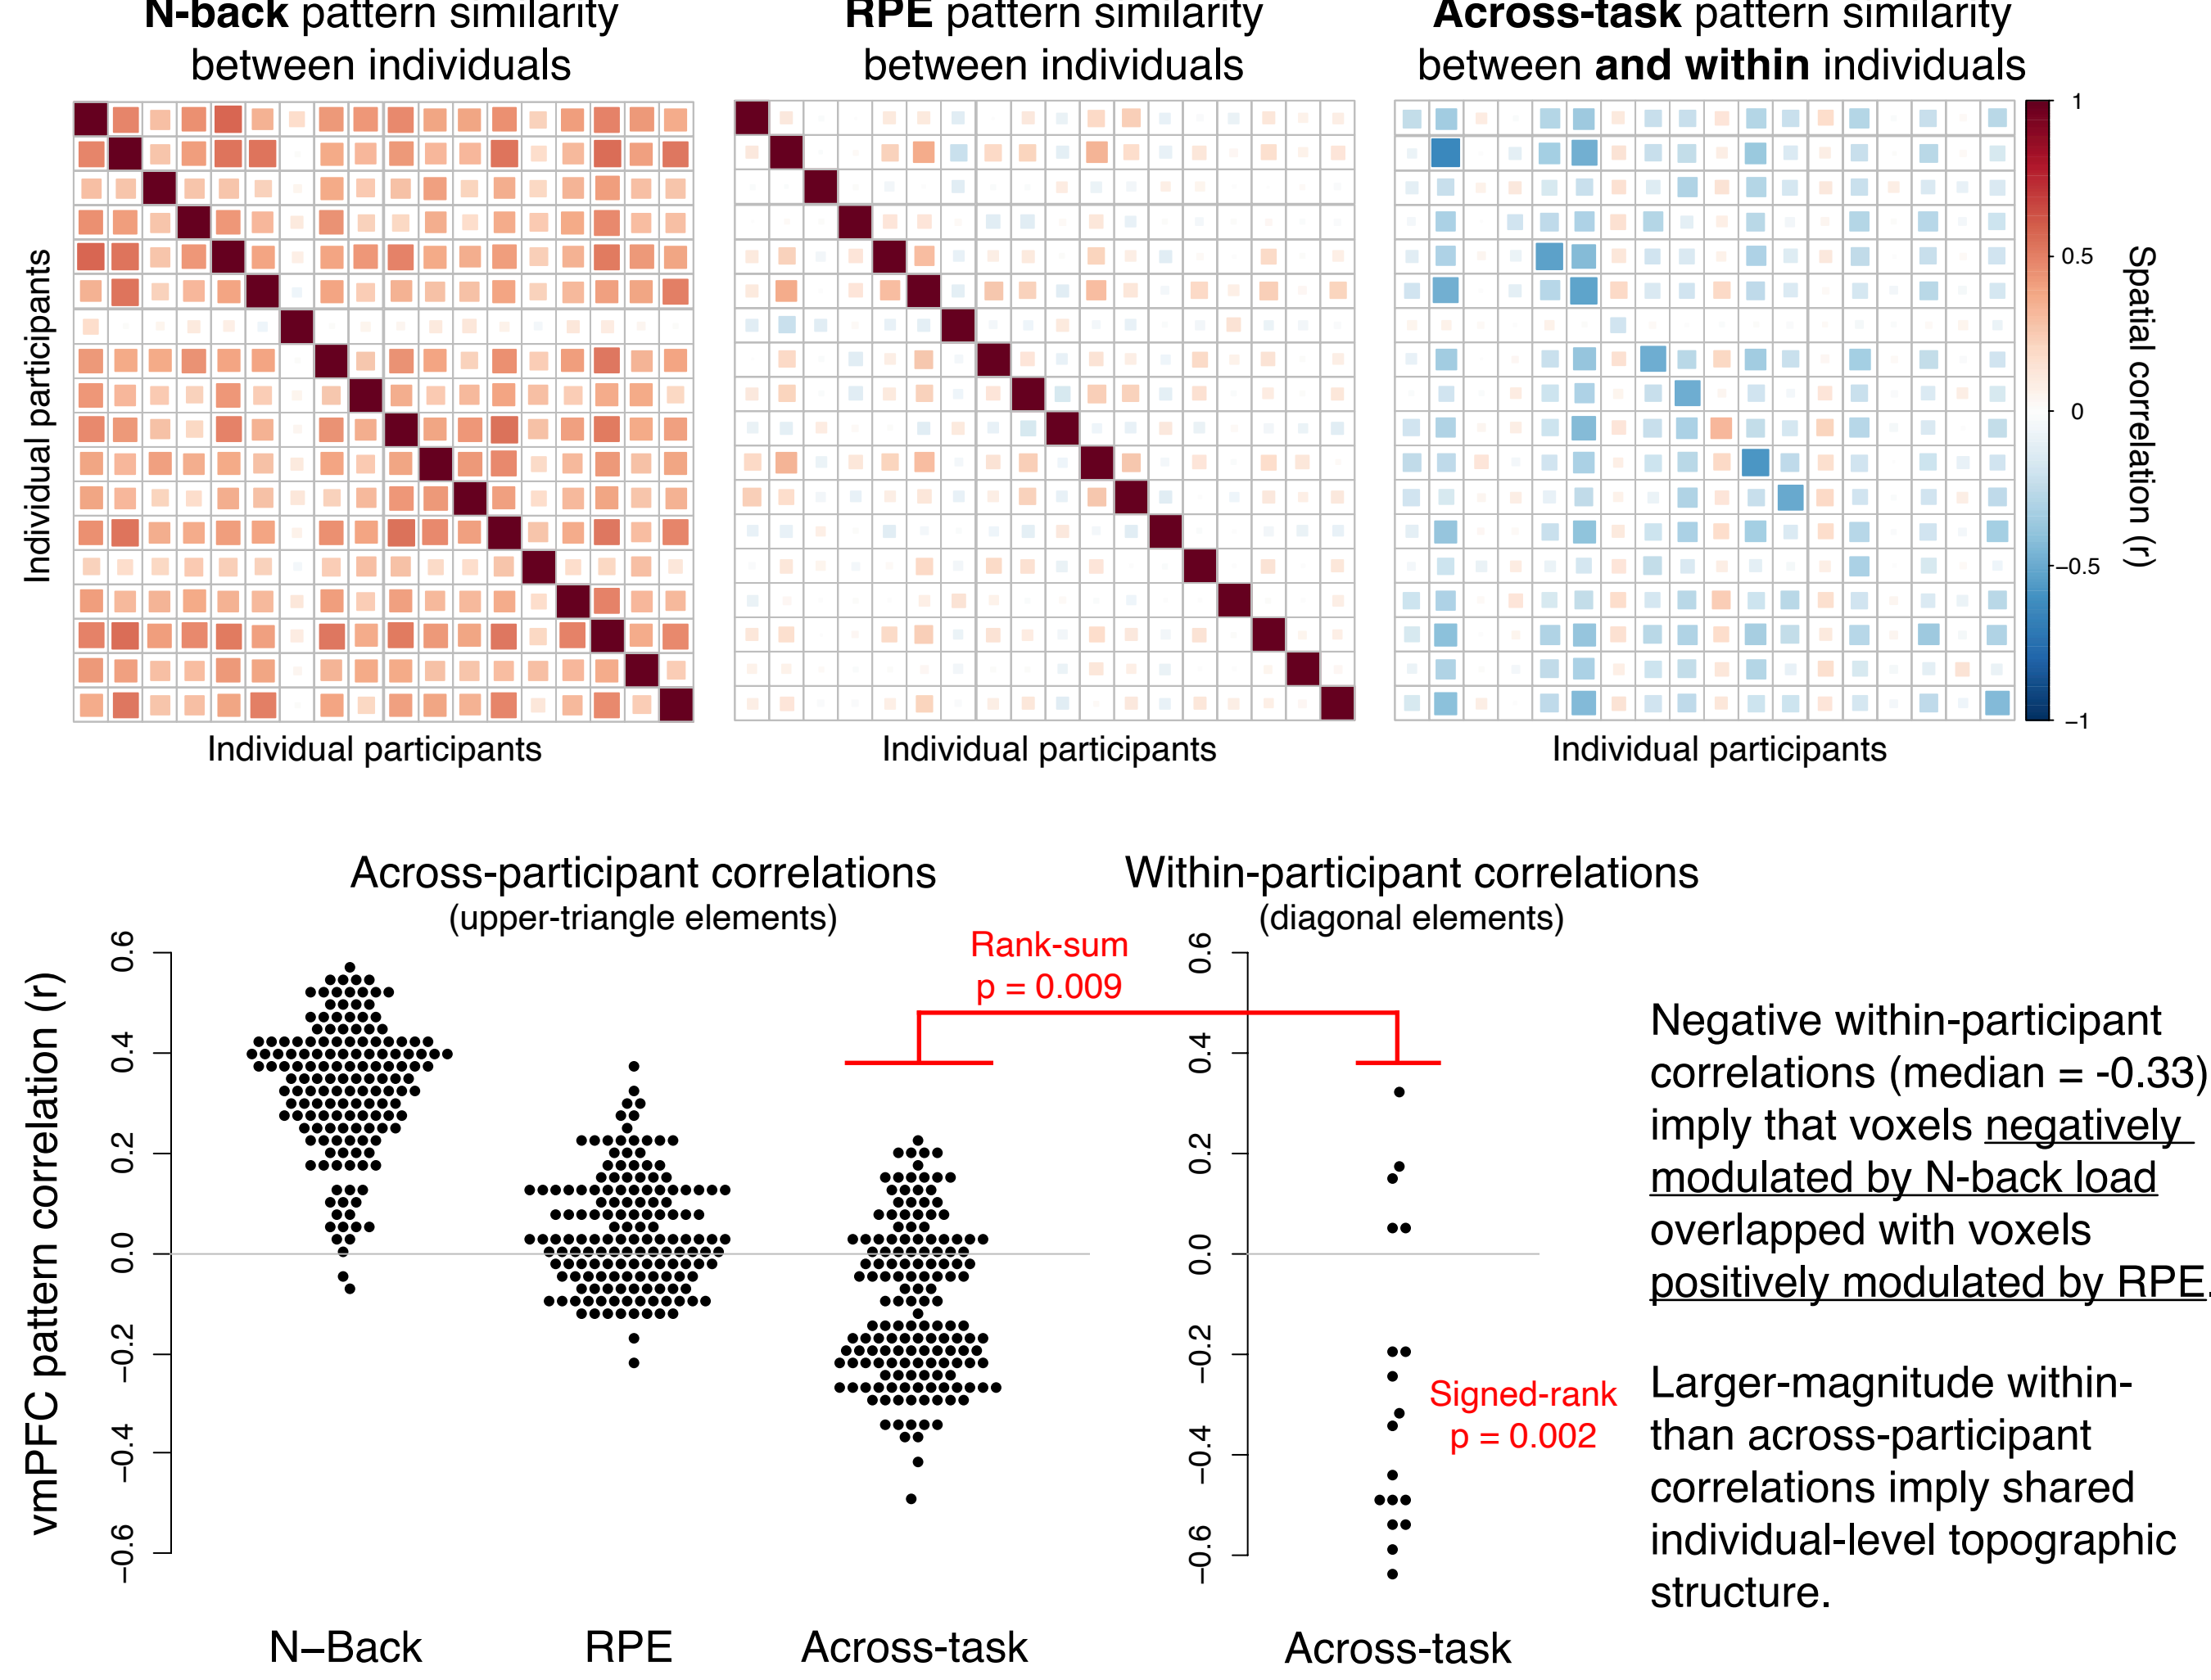 N-back pattern similarity
between individuals
RPE pattern similarity
between individuals
Across-task pattern similarity
between and within individuals
Individual participants
Individual participants
Individual participants
Individual participants
1
0.5
0
−0.5
−1
Spatial correlation (r)
Across-participant correlations
(upper-triangle elements)
Within-participant correlations
(diagonal elements)
Rank-sum
p = 0.009
vmPFC pattern correlation (r)
0.6
0.4
0.2
0.0
−0.2
−0.4
−0.6
N−Back
RPE
Across-task
0.6
0.4
0.2
0.0
−0.2
−0.4
−0.6
Signed-rank
p = 0.002
Across-task
Negative within-participant
correlations (median = -0.33)
imply that voxels negatively
modulated by N-back load
overlapped with voxels
positively modulated by RPE.
Larger-magnitude within-
than across-participant
correlations imply shared
individual-level topographic
structure.